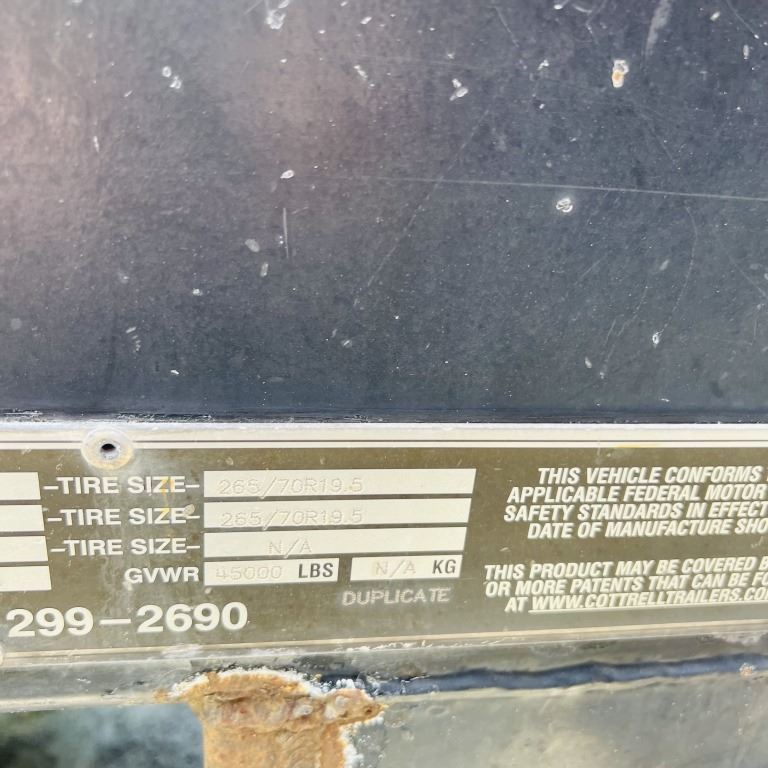 -TIRE SIZE- 265/70R19.5
-TIRE SIZE- 265/70R19.5
-TIRE SIZE- N/A
GVWR 45000 LBS N/A KG
DUPLICATE
299-2690
THIS VEHICLE CONFORMS
APPLICABLE FEDERAL MOTOR
SAFETY STANDARDS IN EFFECT
DATE OF MANUFACTURE SHO
THIS PRODUCT MAY BE COVERED B
OR MORE PATENTS THAT CAN BE FO
AT WWW.COTTRELLTRAILERS.CO